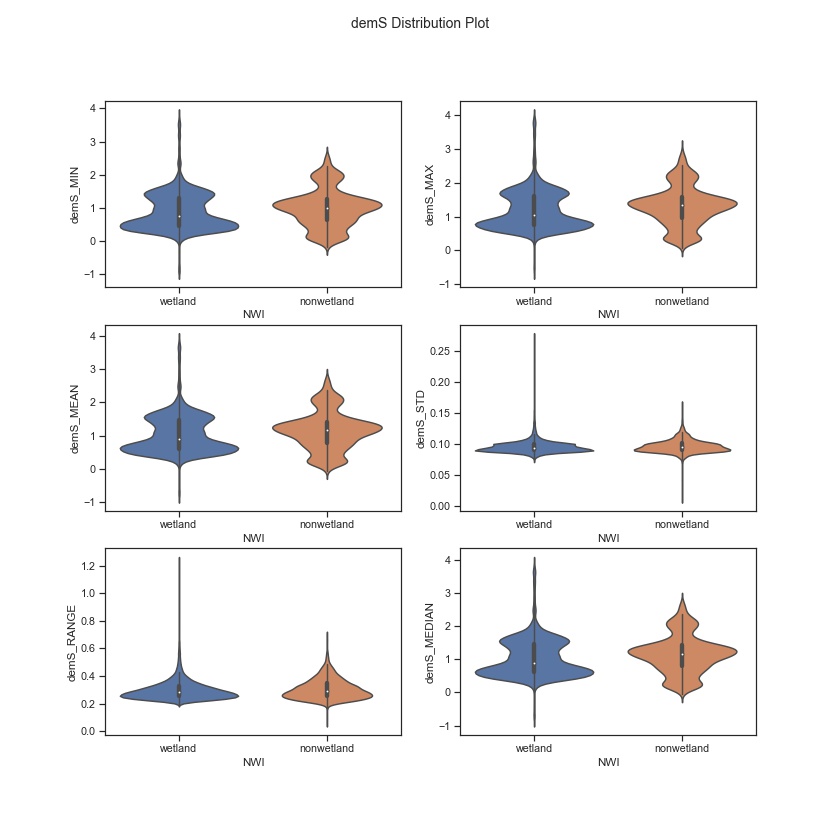 demS Distribution Plot
demS_MIN
4
3
2
1
0
−1
wetland
nonwetland
NWI
demS_MAX
4
3
2
1
0
−1
wetland
nonwetland
NWI
demS_MEAN
4
3
2
1
0
−1
wetland
nonwetland
NWI
demS_STD
0.25
0.20
0.15
0.10
0.05
0.00
wetland
nonwetland
NWI
demS_RANGE
1.2
1.0
0.8
0.6
0.4
0.2
0.0
wetland
nonwetland
NWI
demS_MEDIAN
4
3
2
1
0
−1
wetland
nonwetland
NWI